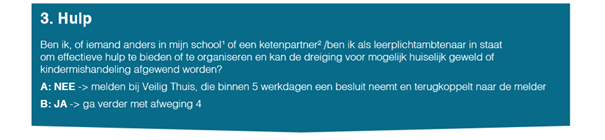 3. Hulp
Ben ik, of iemand anders in mijn school¹ of een ketenpartner² /ben ik als leerplichtambtenaar in staat
om effectieve hulp te bieden of te organiseren en kan de dreiging voor mogelijk huiselijk geweld of
kindermishandeling afgewend worden?
A: NEE -> melden bij Veilig Thuis, die binnen 5 werkdagen een besluit neemt en terugkoppelt naar de melder
B: JA -> ga verder met afweging 4